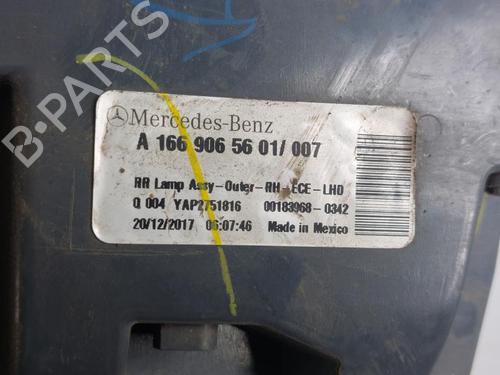 Mercedes-Benz
A 166 906 56 01/ 007
RR Lamp Assy-Outer-RH-ECE-LHD
Q 004 YAP2751816 00183968-0342
20/12/2017 06:07:46 Made in Mexico
B-PARTS